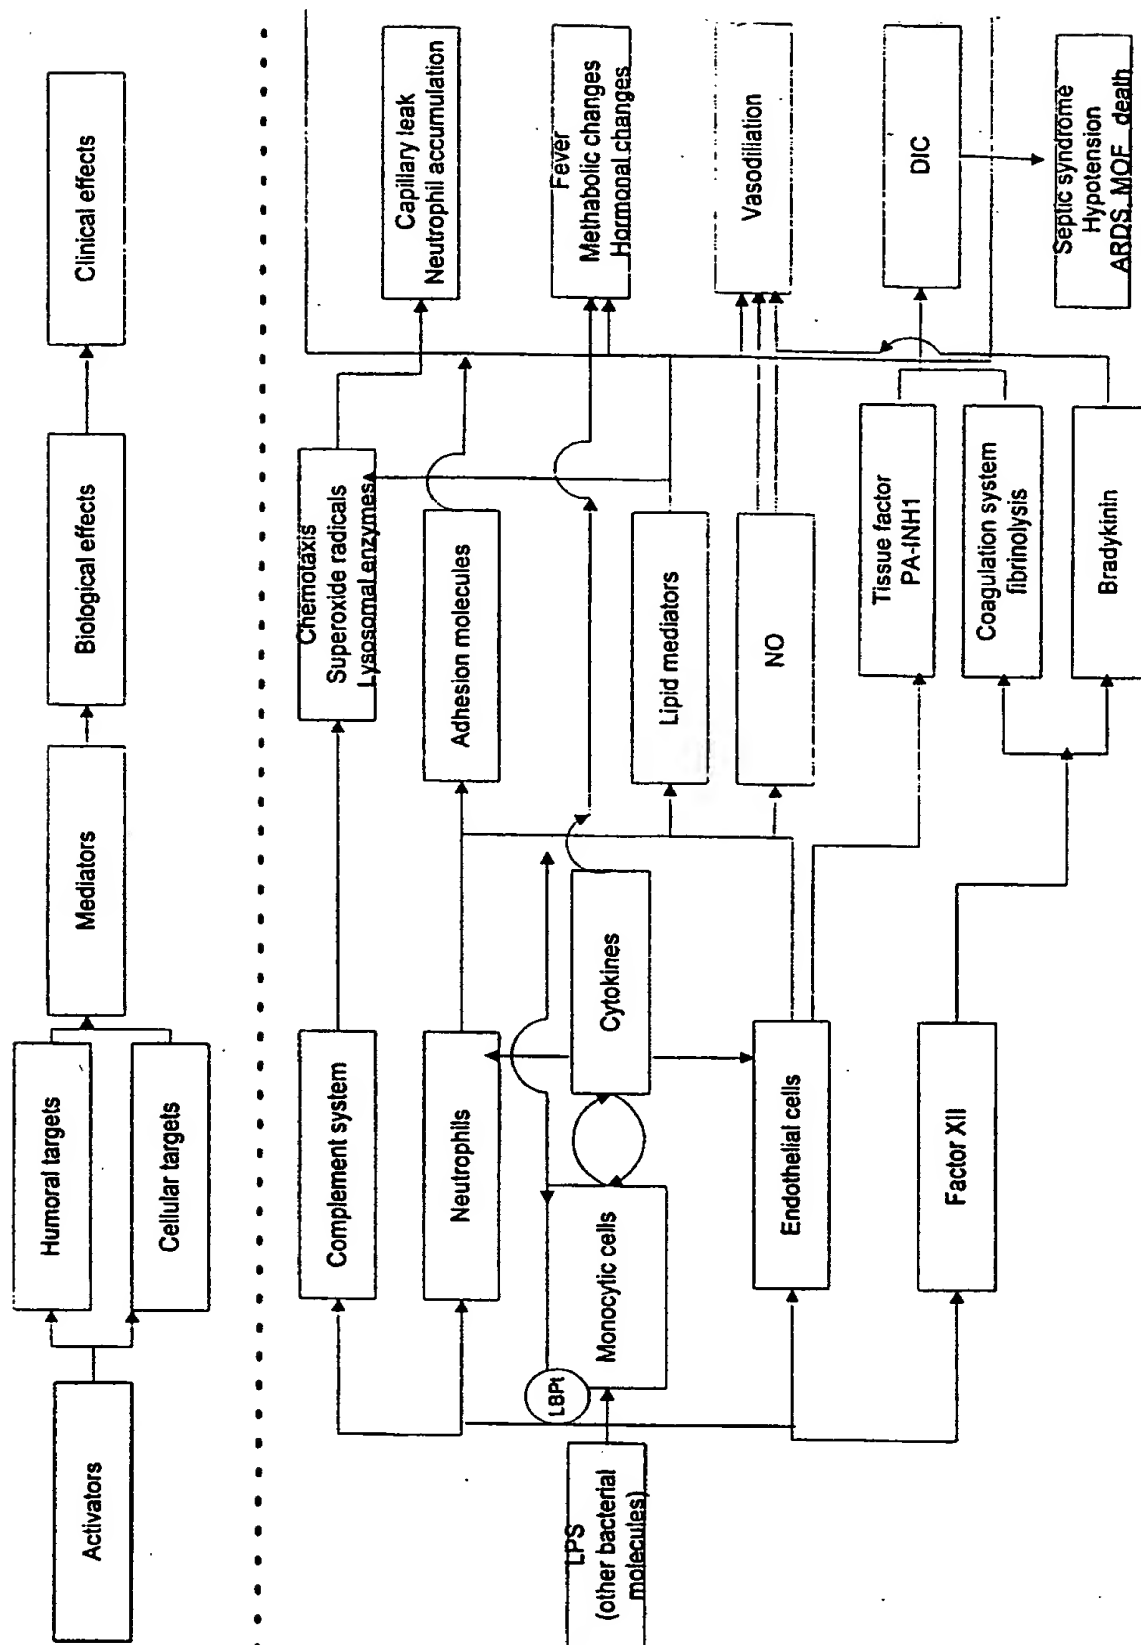 Activators
Humoral targets
Cellular targets
Mediators
Biological effects
Clinical effects
LPS
(other bacterial
molecules)
LBPt
Complement system
Neutrophils
Monocytic cells
Endothelial cells
Factor XII
Cytokines
Chemotaxis
Superoxide radicals
Lysosomal enzymes
Adhesion molecules
Lipid mediators
NO
Tissue factor
PA-INH1
Coagulation system
fibrinolysis
Bradykinin
Capillary leak
Neutrophil accumulation
Fever
Methabolic changes
Hormonal changes
Vasodiliation
DIC
Septic syndrome
Hypotension
ARDS, MOF, death